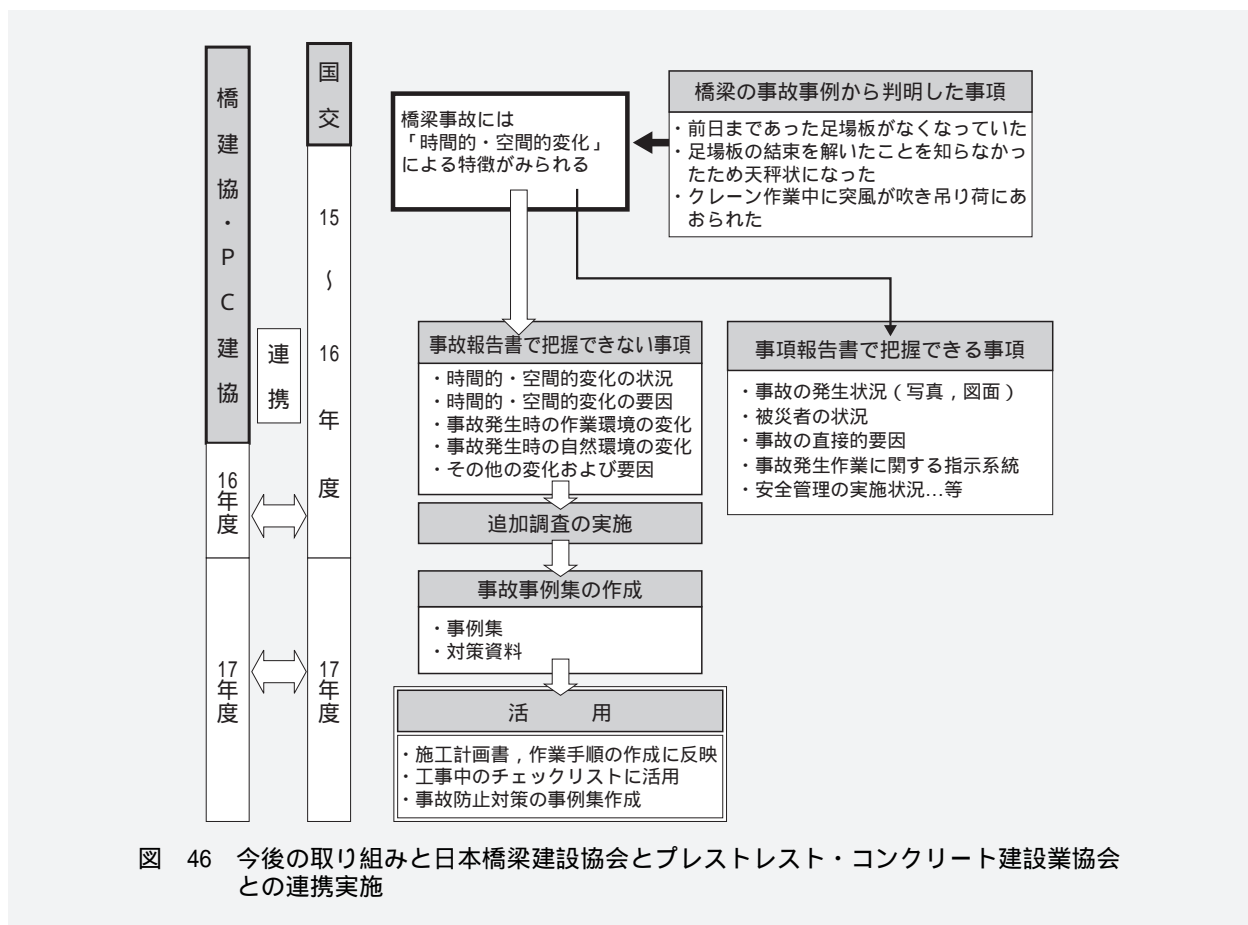 橋建協・PC建協
16年度
17年度
連携
国交
15～16年度
17年度
橋梁事故には
「時間的・空間的変化」
による特徴がみられる
橋梁の事故事例から判明した事項
・前日まであった足場板がなくなっていた
・足場板の結束を解いたことを知らなかっ
たため天秤状になった
・クレーン作業中に突風が吹き吊り荷にあ
おられた
事故報告書で把握できない事項
・時間的・空間的変化の状況
・時間的・空間的変化の要因
・事故発生時の作業環境の変化
・事故発生時の自然環境の変化
・その他の変化および要因
事項報告書で把握できる事項
・事故の発生状況（写真，図面）
・被災者の状況
・事故の直接的要因
・事故発生作業に関する指示系統
・安全管理の実施状況…等
追加調査の実施
事故事例集の作成
・事例集
・対策資料
活　　用
・施工計画書，作業手順の作成に反映
・工事中のチェックリストに活用
・事故防止対策の事例集作成
図　46　今後の取り組みと日本橋梁建設協会とプレストレスト・コンクリート建設業協会
との連携実施